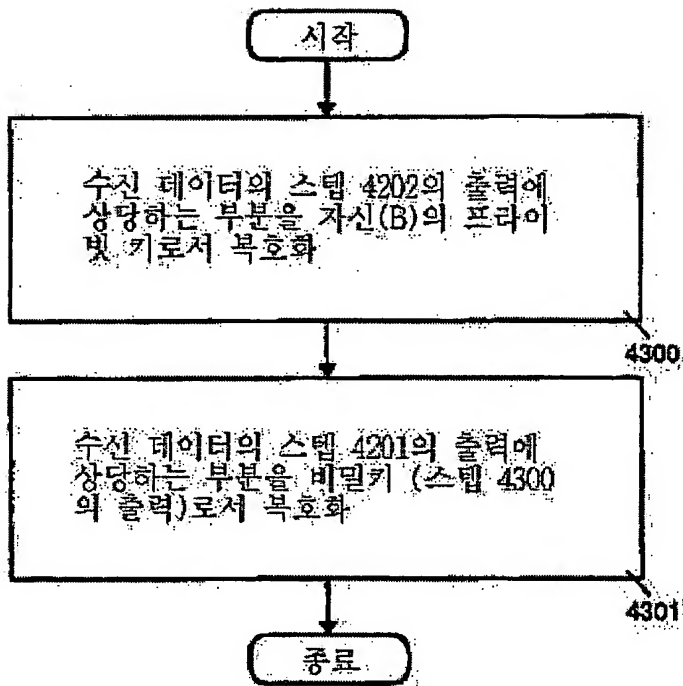 시작
수신 데이터의 스텝 4202의 출력에
상당하는 부분을 자신(B)의 프라이
빗 키로서 복호화
4300
수신 데이터의 스텝 4201의 출력에
상당하는 부분을 비밀키 (스텝 4300
의 출력)로서 복호화
4301
종료